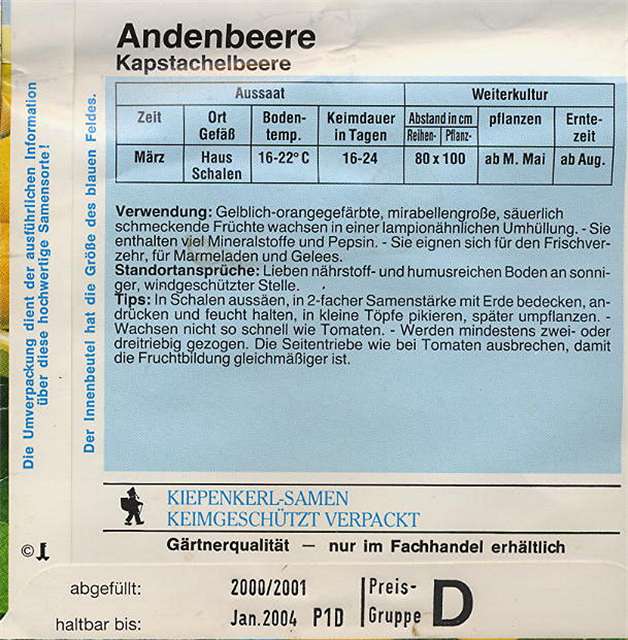 Andenbeere
Kapstachelbeere
Aussaat Weiterkultur
Zeit Ort Gefäß Boden-temp. Keimdauer in Tagen Abstand in cm Reihen- Pflanz- pflanzen Ernte-zeit
März Haus Schalen 16-22°C 16-24 80 x 100 ab M. Mai ab Aug.
Verwendung: Gelblich-orangegefärbte, mirabellengroße, säuerlich
schmeckende Früchte wachsen in einer lampionähnlichen Umhüllung. - Sie
enthalten viel Mineralstoffe und Pepsin. - Sie eignen sich für den Frischver-
zehr, für Marmeladen und Gelees.
Standortansprüche: Lieben nährstoff- und humusreichen Boden an sonni-
ger, windgeschützter Stelle.
Tips: In Schalen aussäen, in 2-facher Samenstärke mit Erde bedecken, an-
drücken und feucht halten, in kleine Töpfe pikieren, später umpflanzen. -
Wachsen nicht so schnell wie Tomaten. - Werden mindestens zwei- oder
dreitriebig gezogen. Die Seitentriebe wie bei Tomaten ausbrechen, damit
die Fruchtbildung gleichmäßiger ist.
Die Umverpackung dient der ausführlichen Information
über diese hochwertige Samensorte!
Der Innenbeutel hat die Größe des blauen Feldes.
KIEPENKERL-SAMEN
KEIMGESCHÜTZT VERPACKT
Gärtnerqualität – nur im Fachhandel erhältlich
©
abgefüllt: 2000/2001
haltbar bis: Jan.2004 P1D
Preis-
Gruppe D